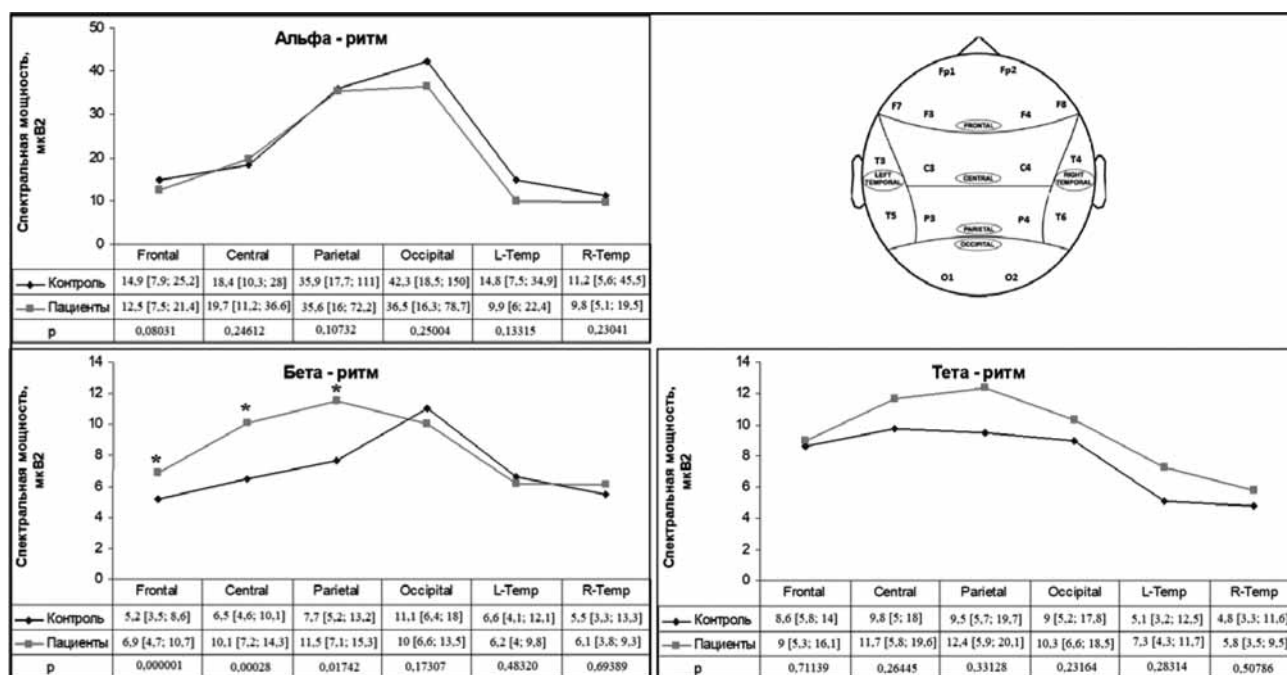 Альфа - ритм
Спектральная мощность,
мкВ2
50
40
30
20
10
0
Frontal Central Parietal Occipital L-Temp R-Temp
Контроль 14,9 [7,9; 25,2] 18,4 [10,3; 28] 35,9 [17,7; 111] 42,3 [18,5; 150] 14,8 [7,5; 34,9] 11,2 [5,6; 45,5]
Пациенты 12,5 [7,5; 21,4] 19,7 [11,2; 36.6] 35,6 [16; 72,2] 36,5 [16,3; 78,7] 9,9 [6; 22,4] 9,8 [5,1; 19,5]
p 0,08031 0,24612 0,10732 0,25004 0,13315 0,23041
Fp1 Fp2
F7 F3 F4 F8
FRONTAL
T3 C3 C4 T4
LEFT TEMPORAL CENTRAL RIGHT TEMPORAL
T5 P3 P4 T6
PARIETAL
OCCIPITAL
O1 O2
Бета - ритм
Спектральная мощность,
мкВ2
14
12
10
8
6
4
2
0
* * *
Frontal Central Parietal Occipital L-Temp R-Temp
Контроль 5,2 [3,5; 8,6] 6,5 [4,6; 10,1] 7,7 [5,2; 13,2] 11,1 [6,4; 18] 6,6 [4,1; 12,1] 5,5 [3,3; 13,3]
Пациенты 6,9 [4,7; 10,7] 10,1 [7,2; 14,3] 11,5 [7,1; 15,3] 10 [6,6; 13,5] 6,2 [4; 9,8] 6,1 [3,8; 9,3]
p 0,000001 0,00028 0,01742 0,17307 0,48320 0,69389
Тета - ритм
Спектральная мощность,
мкВ2
14
12
10
8
6
4
2
0
Frontal Central Parietal Occipital L-Temp R-Temp
Контроль 8,6 [5,8; 14] 9,8 [5; 18] 9,5 [5,7; 19,7] 9 [5,2; 17,8] 5,1 [3,2; 12,5] 4,8 [3,3; 11,6]
Пациенты 9 [5,3; 16,1] 11,7 [5,8; 19,6] 12,4 [5,9; 20,1] 10,3 [6,6; 18,5] 7,3 [4,3; 11,7] 5,8 [3,5; 9,5]
p 0,71139 0,26445 0,33128 0,23164 0,28314 0,50786